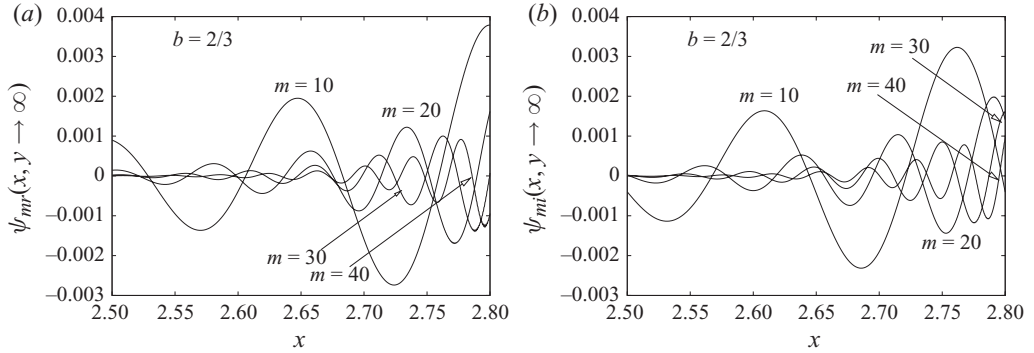 (a)
0.004
0.003
0.002
0.001
0
–0.001
–0.002
–0.003
ψmr(x, y → ∞)
b = 2/3
m = 10
m = 20
m = 30
m = 40
2.50 2.55 2.60 2.65 2.70 2.75 2.80
x
(b)
0.004
0.003
0.002
0.001
0
–0.001
–0.002
–0.003
ψmi(x, y → ∞)
b = 2/3
m = 30
m = 40
m = 10
m = 20
2.50 2.55 2.60 2.65 2.70 2.75 2.80
x